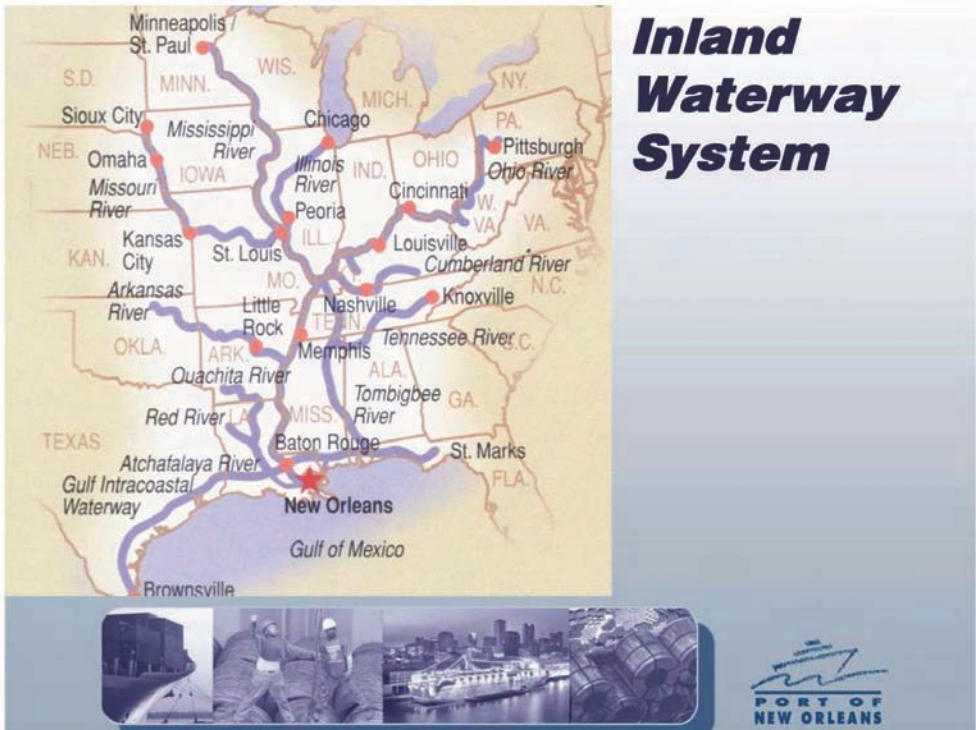 Inland
Waterway
System
Minneapolis /
St. Paul
S.D.
MINN.
WIS.
MICH.
NY.
Sioux City
Mississippi
River
Chicago
PA.
Pittsburgh
NEB.
Omaha
IOWA
Illinois
River
IND.
OHIO
Ohio River
Missouri
River
Cincinnati
W.
VA
VA.
Peoria
Kansas
City
St. Louis
ILL.
Louisville
KAN.
MO.
Cumberland River
N.C.
Arkansas
River
Little
Rock
Nashville
Knoxville
TENN.
OKLA.
ARK.
Memphis
Tennessee River
S.C.
Ouachita River
ALA.
Tombigbee
River
GA.
Red River
LA
MISS.
TEXAS
Baton Rouge
St. Marks
Atchafalaya River
Gulf Intracoastal
Waterway
FLA.
New Orleans
Gulf of Mexico
Brownsville
PORT OF
NEW ORLEANS